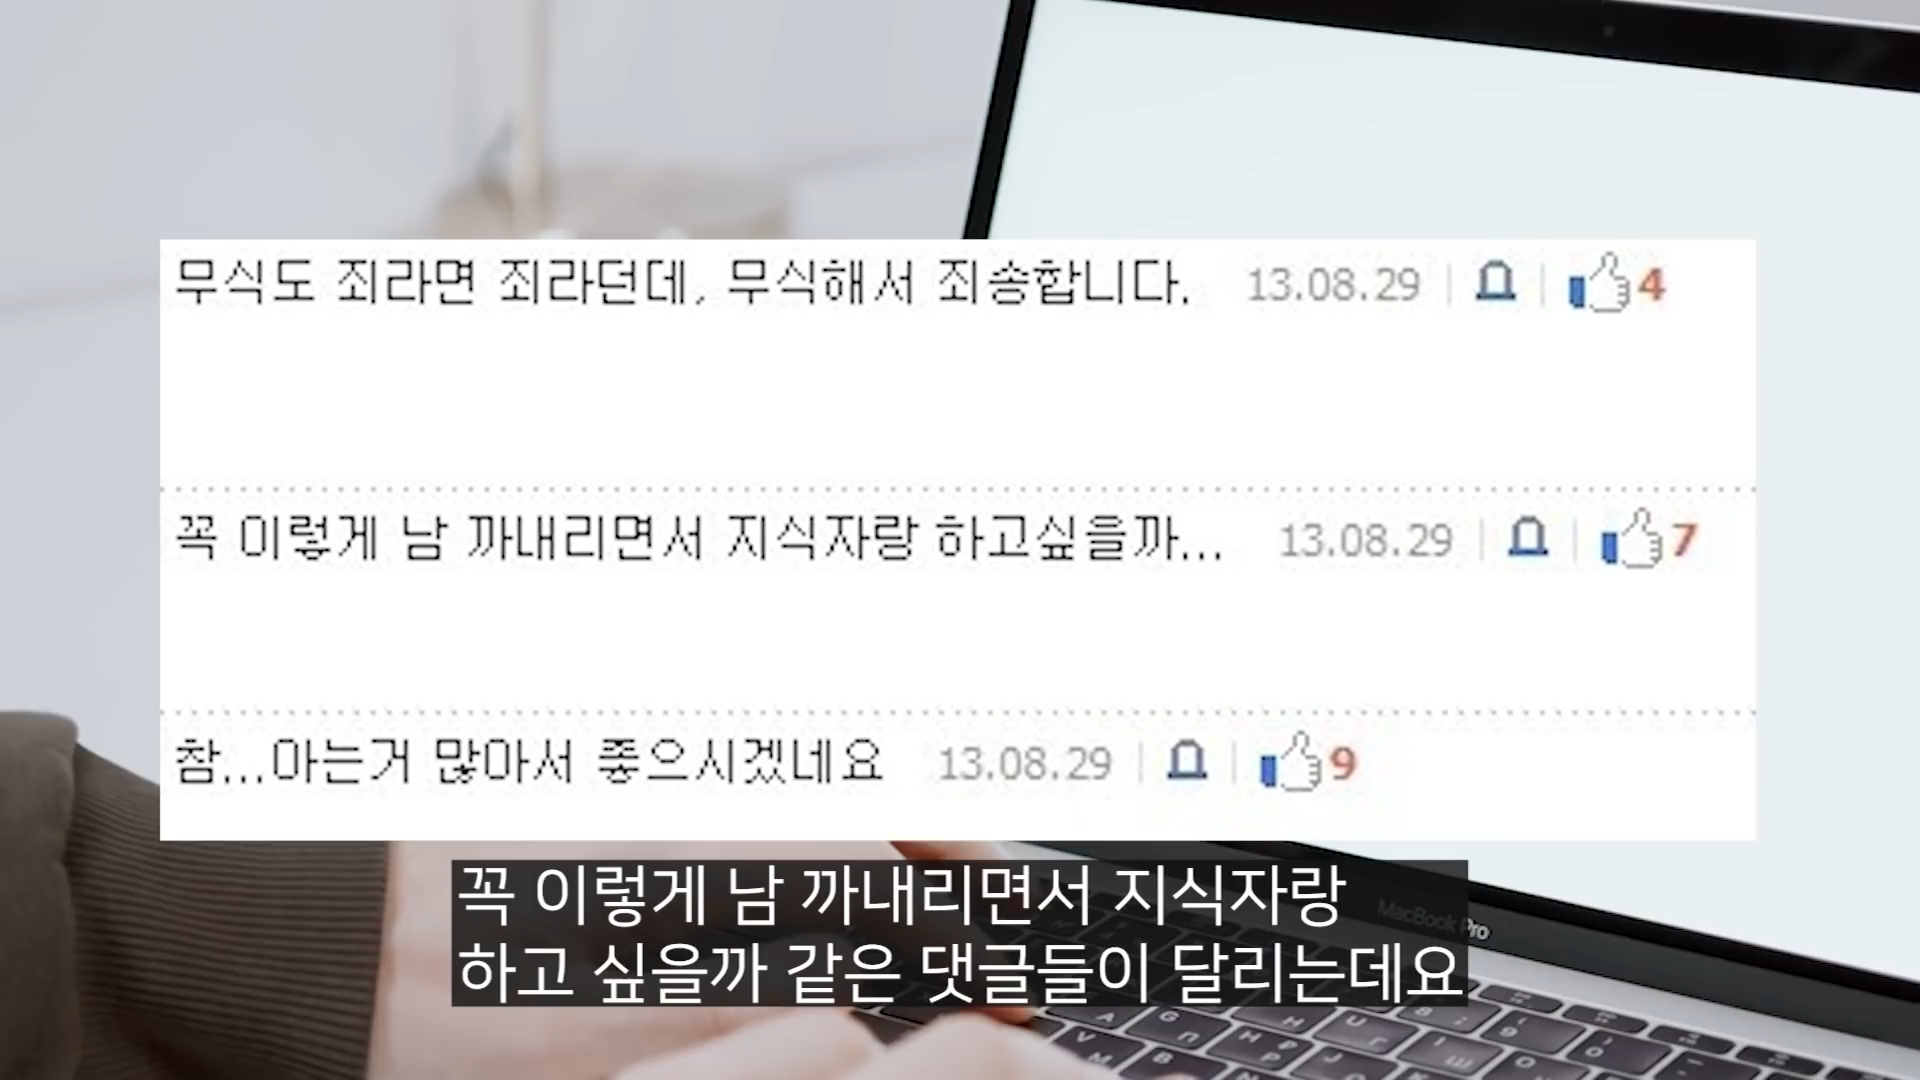 무식도 죄라면 죄라던데, 무식해서 죄송합니다. 13.08.29 4
꼭 이렇게 남 까내리면서 지식자랑 하고싶을까... 13.08.29 7
참...아는거 많아서 좋으시겠네요 13.08.29 9
꼭 이렇게 남 까내리면서 지식자랑
하고 싶을까 같은 댓글들이 달리는데요
MacBook Pro